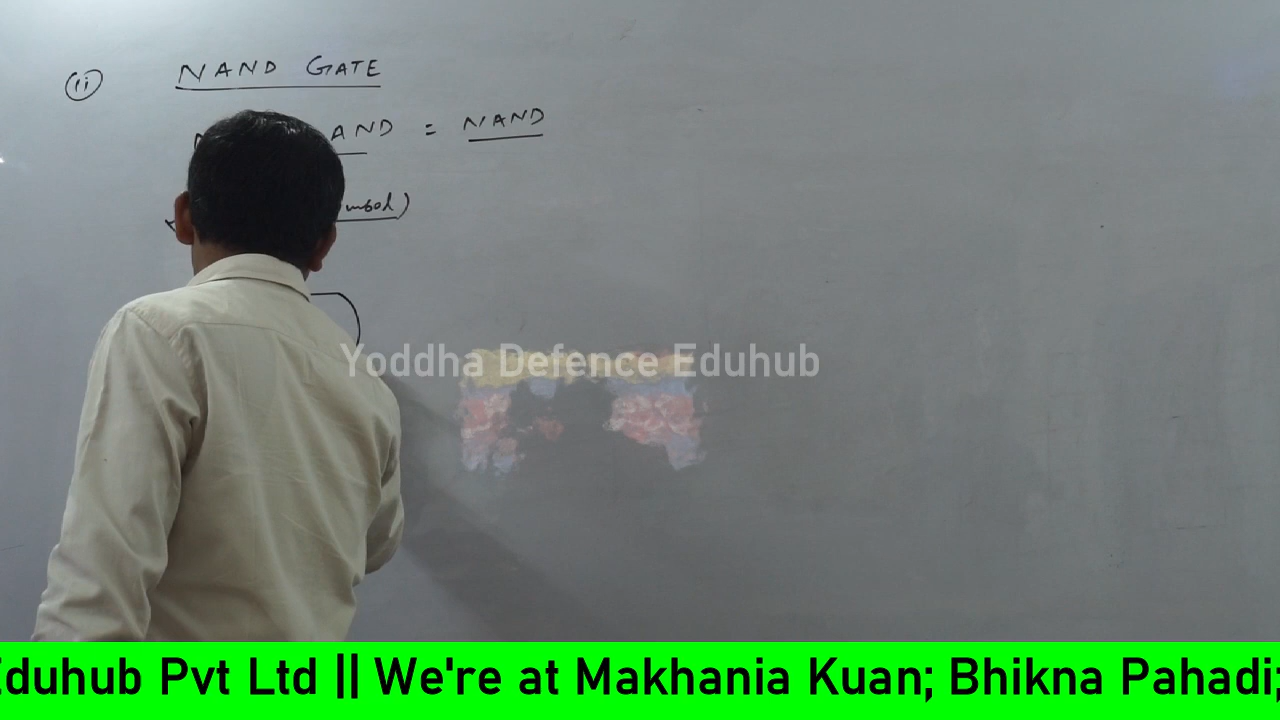 (ii) NAND GATE
AND = NAND
Yoddha Defence Eduhub
Eduhub Pvt Ltd || We're at Makhania Kuan; Bhikna Pahadi;